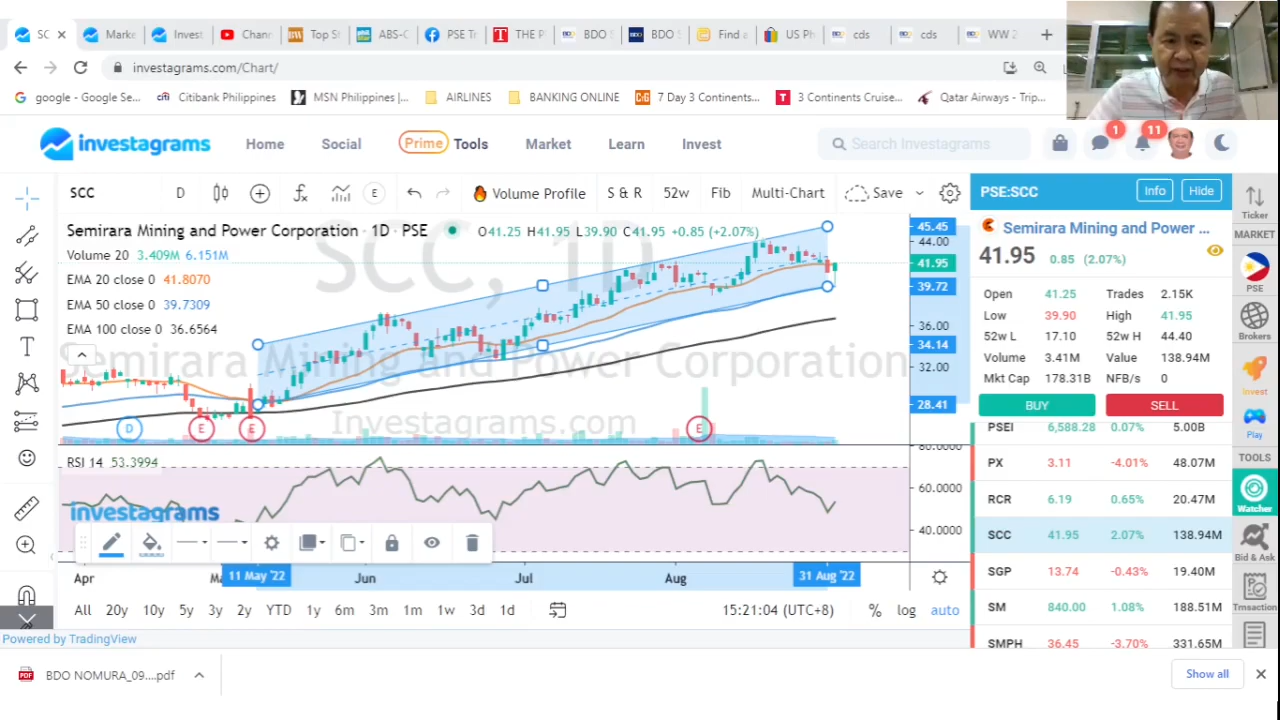 SC
Marke
Invest
Chann
Top St
ABS-C
PSE Tr
THE P
BDO S
BDO S
Find a
US Ph
cds
cds
WW 2
investagrams.com/Chart/
google - Google Se...
Citibank Philippines
MSN Philippines |...
AIRLINES
BANKING ONLINE
7 Day 3 Continents...
3 Continents Cruise...
Qatar Airways - Trip...
investagrams
Home
Social
Prime Tools
Market
Learn
Invest
Search Investagrams
1
11
SCC
D
E
Volume Profile
S & R
52w
Fib
Multi-Chart
Save
PSE:SCC
Info
Hide
Ticker
SCC, 1D
Semirara Mining and Power Corporation
Investagrams.com
Semirara Mining and Power Corporation · 1D · PSE
O41.25 H41.95 L39.90 C41.95 +0.85 (+2.07%)
Volume 20 3.409M 6.151M
EMA 20 close 0 41.8070
EMA 50 close 0 39.7309
EMA 100 close 0 36.6564
45.45
44.00
41.95
39.72
36.00
34.14
32.00
28.41
D
E
E
E
RSI 14 53.3994
investagrams
80.0000
60.0000
40.0000
Apr
Ma
11 May '22
Jun
Jul
Aug
31 Aug '22
All
20y
10y
5y
3y
2y
YTD
1y
6m
3m
1m
1w
3d
1d
15:21:04 (UTC+8)
%
log
auto
Powered by TradingView
Semirara Mining and Power ...
41.95 0.85 (2.07%)
Open 41.25 Trades 2.15K
Low 39.90 High 41.95
52w L 17.10 52w H 44.40
Volume 3.41M Value 138.94M
Mkt Cap 178.31B NFB/s 0
BUY
SELL
PSEI 6,588.28 0.07% 5.00B
PX 3.11 -4.01% 48.07M
RCR 6.19 0.65% 20.47M
SCC 41.95 2.07% 138.94M
SGP 13.74 -0.43% 19.40M
SM 840.00 1.08% 188.51M
SMPH 36.45 -3.70% 331.65M
MARKET
PSE
Brokers
Invest
Play
TOOLS
Watcher
Bid & Ask
Trnsaction
BDO NOMURA_09....pdf
Show all